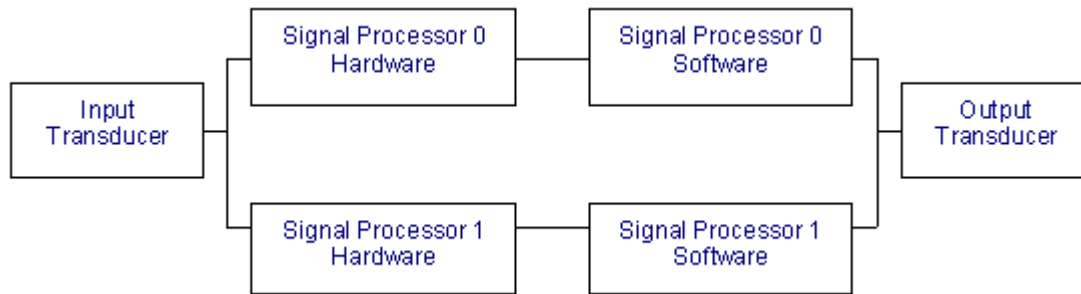 Signal Processor 0
Hardware
Signal Processor 0
Software
Input
Transducer
Output
Transducer
Signal Processor 1
Hardware
Signal Processor 1
Software